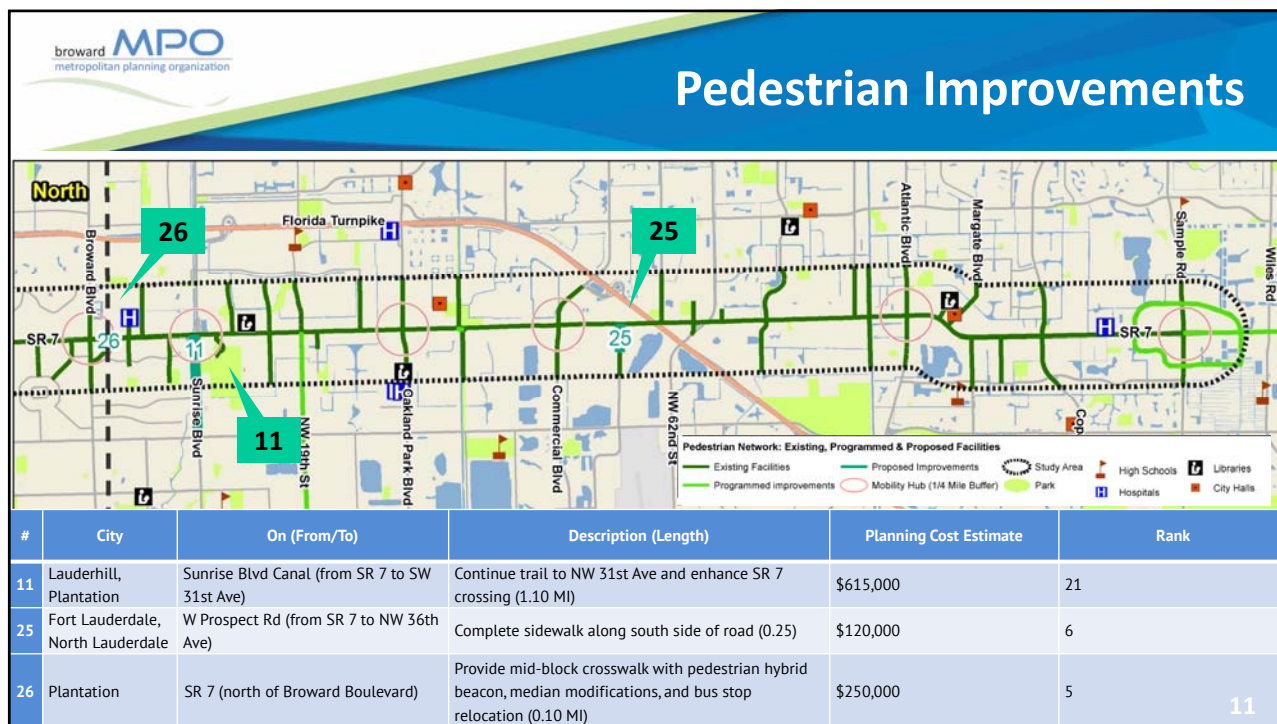 broward MPO
metropolitan planning organization
Pedestrian Improvements
North
26
Florida Turnpike
25
Broward Blvd
Atlantic Blvd
Margate Blvd
Sample Rd
Wiles Rd
SR 7
26
11
25
SR 7
Sunrise Blvd
11
NW 19th St
Oakland Park Blvd
Commercial Blvd
NW 62nd St
Cop
Pedestrian Network: Existing, Programmed & Proposed Facilities
Existing Facilities
Proposed Improvements
Study Area
High Schools
Libraries
Programmed improvements
Mobility Hub (1/4 Mile Buffer)
Park
Hospitals
City Halls
# City On (From/To) Description (Length) Planning Cost Estimate Rank
11 Lauderhill, Plantation Sunrise Blvd Canal (from SR 7 to SW 31st Ave) Continue trail to NW 31st Ave and enhance SR 7 crossing (1.10 MI) $615,000 21
25 Fort Lauderdale, North Lauderdale W Prospect Rd (from SR 7 to NW 36th Ave) Complete sidewalk along south side of road (0.25) $120,000 6
26 Plantation SR 7 (north of Broward Boulevard) Provide mid-block crosswalk with pedestrian hybrid beacon, median modifications, and bus stop relocation (0.10 MI) $250,000 5
11